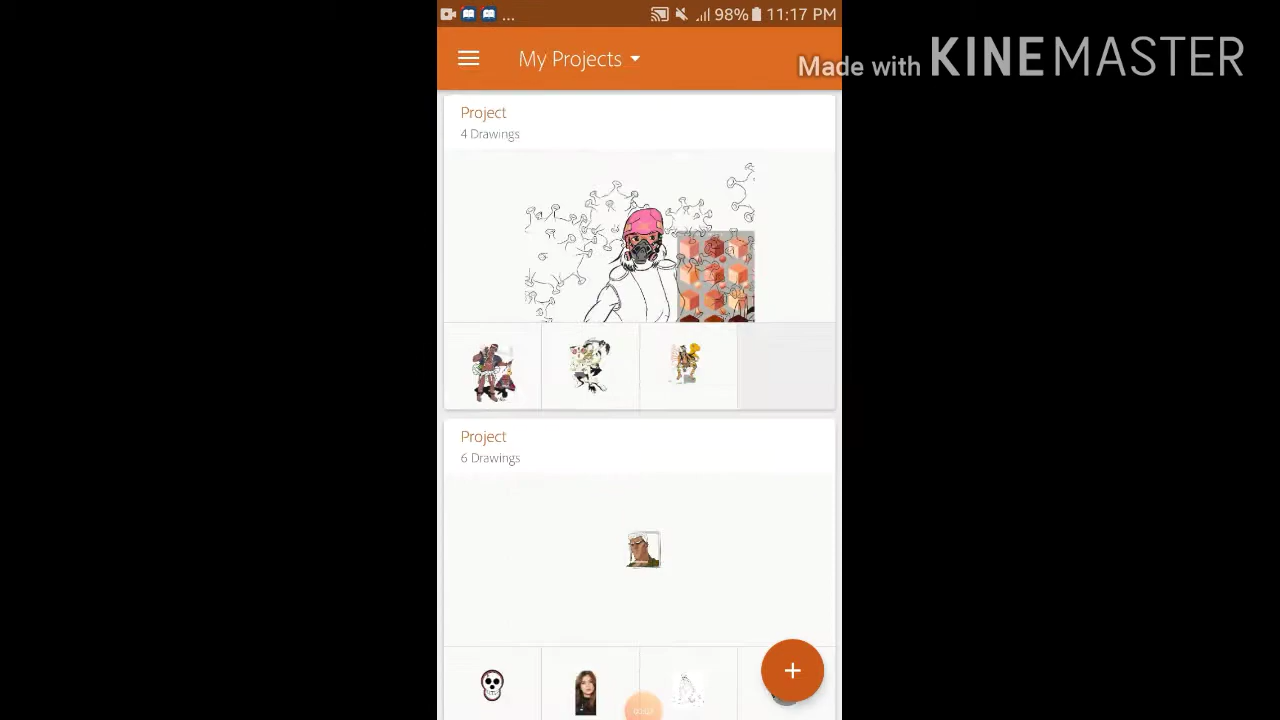 ... 98% 11:17 PM
My Projects
Made with KINEMASTER
Project
4 Drawings
Project
6 Drawings
+